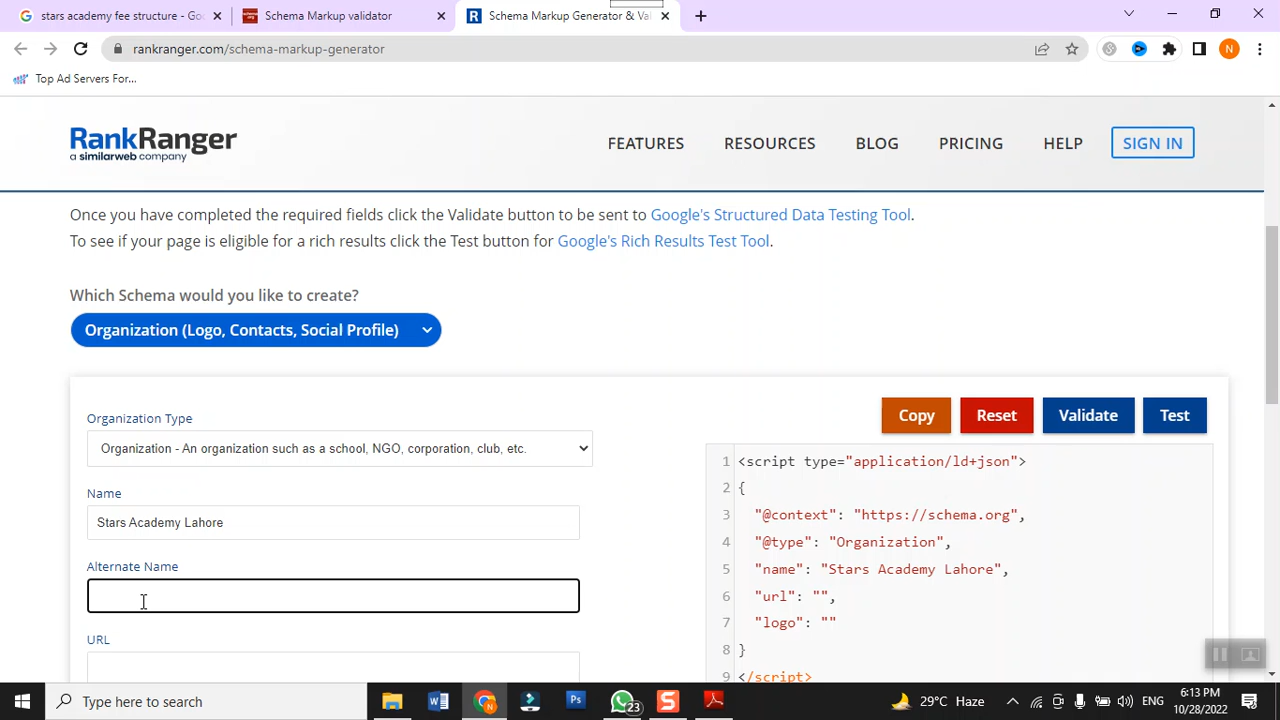 stars academy fee structure - Go
Schema Markup validator
Schema Markup Generator & Val
rankranger.com/schema-markup-generator
N
Top Ad Servers For...
RankRanger
a similarweb company
FEATURES
RESOURCES
BLOG
PRICING
HELP
SIGN IN
Once you have completed the required fields click the Validate button to be sent to Google's Structured Data Testing Tool.
To see if your page is eligible for a rich results click the Test button for Google's Rich Results Test Tool.
Which Schema would you like to create?
Organization (Logo, Contacts, Social Profile)
Organization Type
Organization - An organization such as a school, NGO, corporation, club, etc.
Name
Stars Academy Lahore
Alternate Name
URL
Copy
Reset
Validate
Test
1 <script type="application/ld+json">
2 {
3 "@context": "https://schema.org",
4 "@type": "Organization",
5 "name": "Stars Academy Lahore",
6 "url": "",
7 "logo": ""
8 }
9 </script>
Type here to search
23
29°C Haze
ENG
6:13 PM
10/28/2022